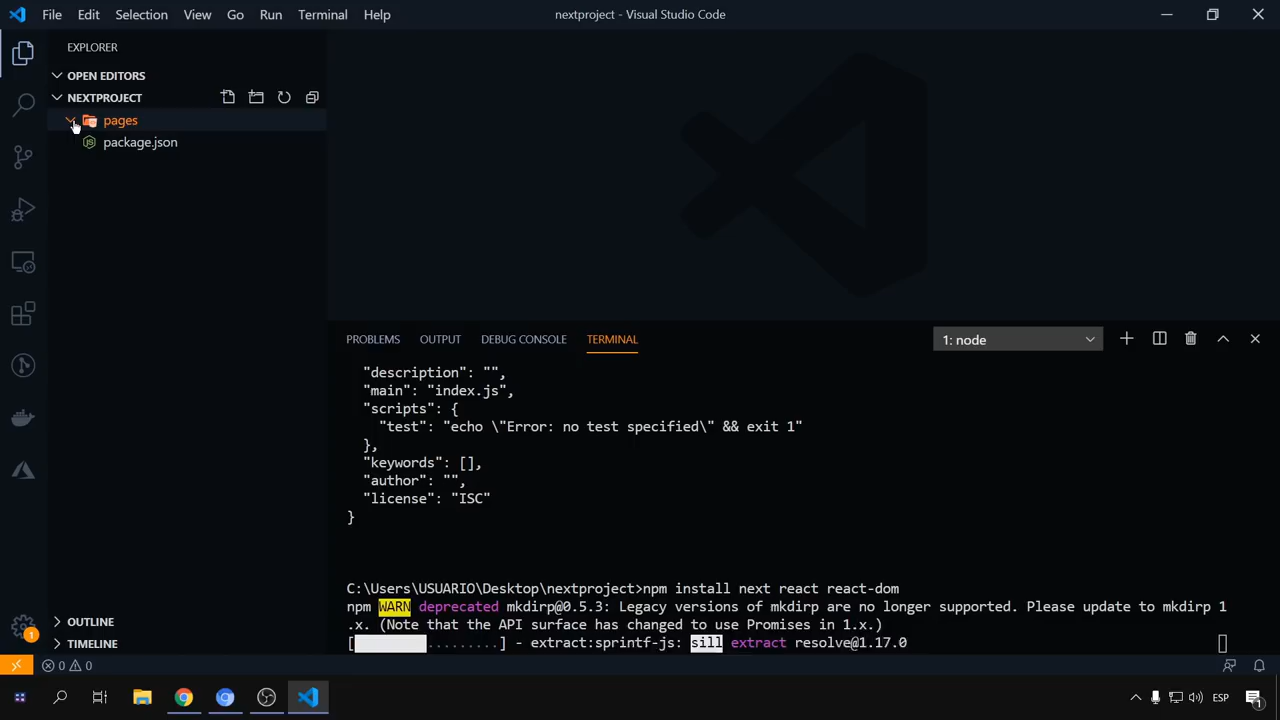 File Edit Selection View Go Run Terminal Help
nextproject - Visual Studio Code
EXPLORER
OPEN EDITORS
NEXTPROJECT
pages
package.json
OUTLINE
TIMELINE
PROBLEMS OUTPUT DEBUG CONSOLE TERMINAL
1: node
"description": "",
"main": "index.js",
"scripts": {
"test": "echo \"Error: no test specified\" && exit 1"
},
"keywords": [],
"author": "",
"license": "ISC"
}
C:\Users\USUARIO\Desktop\nextproject>npm install next react react-dom
npm WARN deprecated mkdirp@0.5.3: Legacy versions of mkdirp are no longer supported. Please update to mkdirp 1
.x. (Note that the API surface has changed to use Promises in 1.x.)
[ .........] - extract:sprintf-js: sill extract resolve@1.17.0
1
0 0
ESP
1